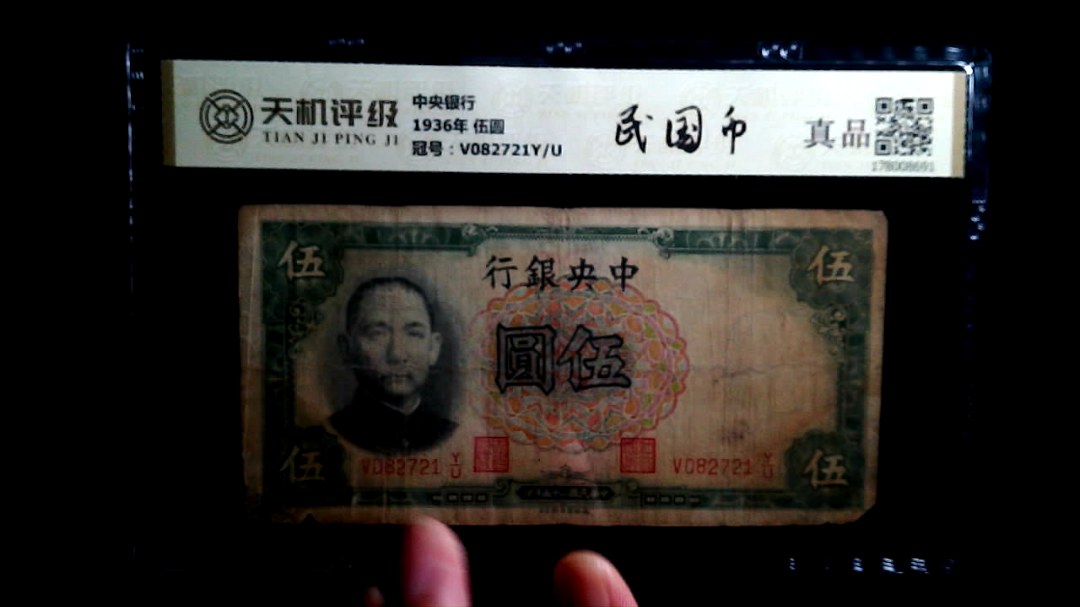 天机评级
TIAN JI PING JI
中央银行
1936年 伍圆
冠号：V082721Y/U
民国币
真品
178008691
伍
行銀央中
伍
圓伍
伍
V082721 Y/U
V082721 Y/U
伍